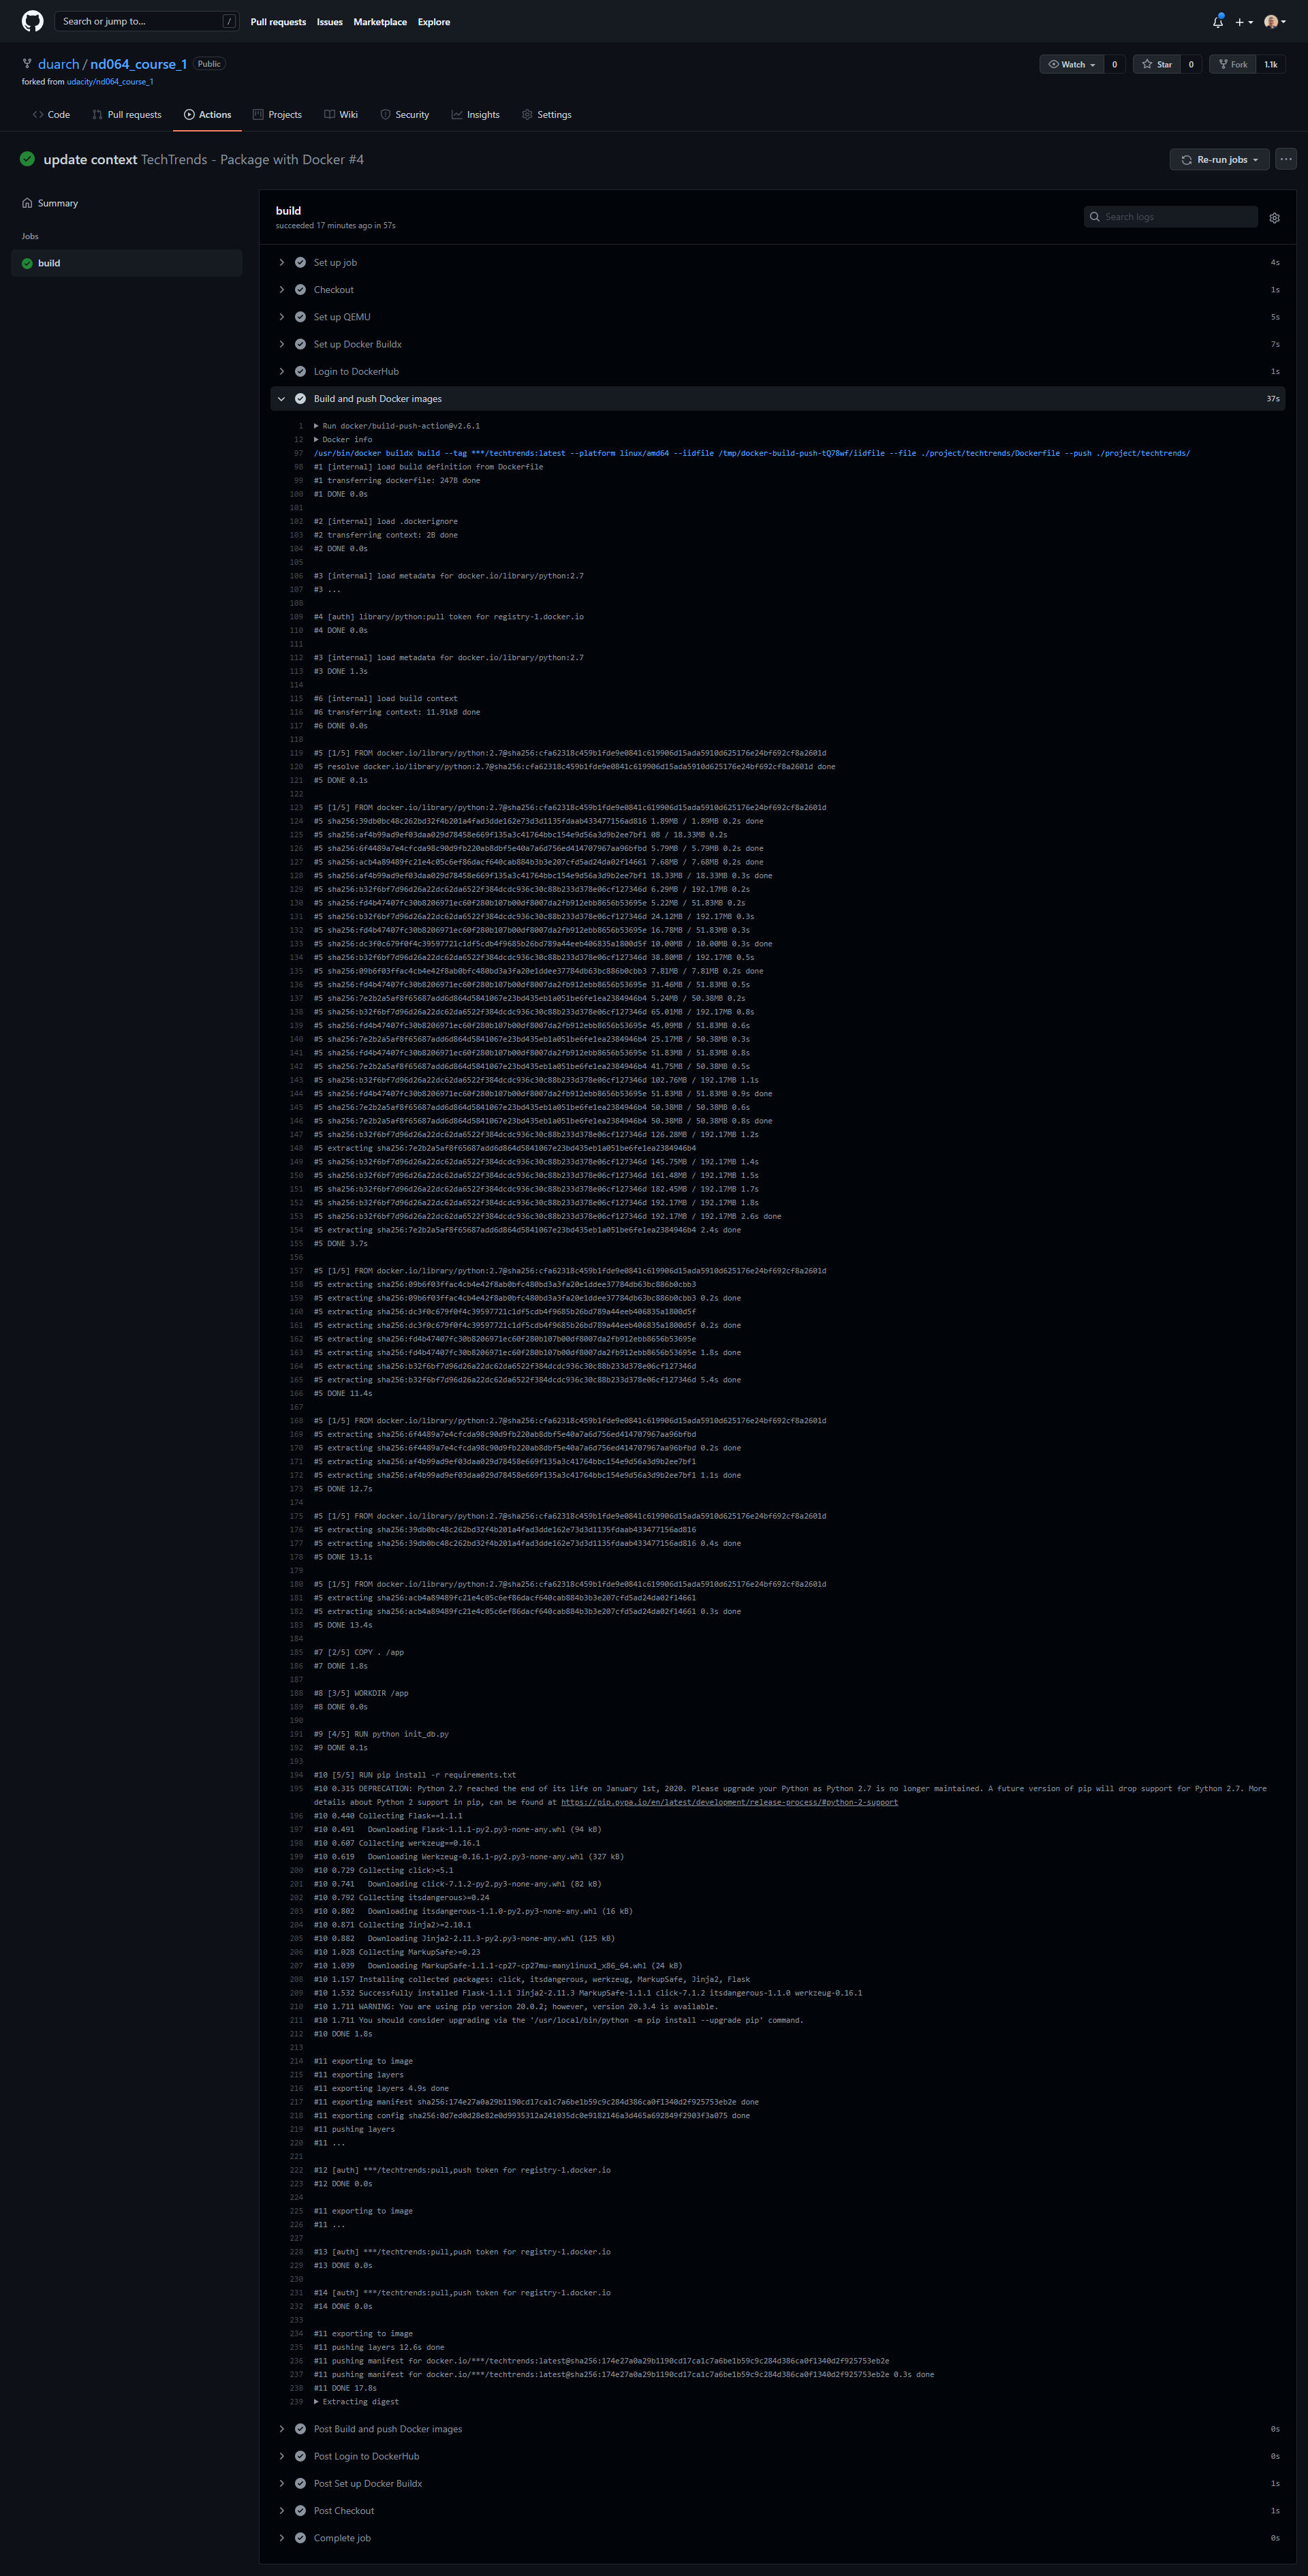 Search or jump to... /
Pull requests Issues Marketplace Explore
duarch / nd064_course_1 Public
forked from udacity/nd064_course_1
Watch 0 Star 0 Fork 1.1k
Code Pull requests Actions Projects Wiki Security Insights Settings
update context TechTrends - Package with Docker #4
Re-run jobs
Summary
Jobs
build
build
succeeded 17 minutes ago in 57s
Search logs
Set up job 4s
Checkout 1s
Set up QEMU 5s
Set up Docker Buildx 7s
Login to DockerHub 1s
Build and push Docker images 37s
1 Run docker/build-push-action@v2.6.1
12 Docker info
97 /usr/bin/docker buildx build --tag ***/techtrends:latest --platform linux/amd64 --iidfile /tmp/docker-build-push-tQ78wf/iidfile --file ./project/techtrends/Dockerfile --push ./project/techtrends/
98 #1 [internal] load build definition from Dockerfile
99 #1 transferring dockerfile: 247B done
100 #1 DONE 0.0s
101
102 #2 [internal] load .dockerignore
103 #2 transferring context: 2B done
104 #2 DONE 0.0s
105
106 #3 [internal] load metadata for docker.io/library/python:2.7
107 #3 ...
108
109 #4 [auth] library/python:pull token for registry-1.docker.io
110 #4 DONE 0.0s
111
112 #3 [internal] load metadata for docker.io/library/python:2.7
113 #3 DONE 1.3s
114
115 #6 [internal] load build context
116 #6 transferring context: 11.91kB done
117 #6 DONE 0.0s
118
119 #5 [1/5] FROM docker.io/library/python:2.7@sha256:cfa62318c459b1fde9e0841c619906d15ada5910d625176e24bf692cf8a2601d
120 #5 resolve docker.io/library/python:2.7@sha256:cfa62318c459b1fde9e0841c619906d15ada5910d625176e24bf692cf8a2601d done
121 #5 DONE 0.1s
122
123 #5 [1/5] FROM docker.io/library/python:2.7@sha256:cfa62318c459b1fde9e0841c619906d15ada5910d625176e24bf692cf8a2601d
124 #5 sha256:39db0bc48c262bd32f4b201a4fad3dde162e73d3d1135fdaab433477156ad816 1.89MB / 1.89MB 0.2s done
125 #5 sha256:af4b99ad9ef03daa029d78458e669f135a3c41764bbc154e9d56a3d9b2ee7bf1 0B / 18.33MB 0.2s
126 #5 sha256:6f4489a7e4cfcda98c90d9fb220ab8dbf5e40a7a6d756ed414707967aa96bfbd 5.79MB / 5.79MB 0.2s done
127 #5 sha256:acb4a89489fc21e4c05c6ef86dacf640cab884b3b3e207cfd5ad24da02f14661 7.68MB / 7.68MB 0.2s done
128 #5 sha256:af4b99ad9ef03daa029d78458e669f135a3c41764bbc154e9d56a3d9b2ee7bf1 18.33MB / 18.33MB 0.3s done
129 #5 sha256:b32f6bf7d96d26a22dc62da6522f384dcdc936c30c88b233d378e06cf127346d 6.29MB / 192.17MB 0.2s
130 #5 sha256:fd4b47407fc30b8206971ec60f280b107b00df8007da2fb912ebb8656b53695e 5.22MB / 51.83MB 0.2s
131 #5 sha256:b32f6bf7d96d26a22dc62da6522f384dcdc936c30c88b233d378e06cf127346d 24.12MB / 192.17MB 0.3s
132 #5 sha256:fd4b47407fc30b8206971ec60f280b107b00df8007da2fb912ebb8656b53695e 16.78MB / 51.83MB 0.3s
133 #5 sha256:dc3f0c679f0f4c39597721c1df5cdb4f9685b26bd789a44eeb406835a1800d5f 10.00MB / 10.00MB 0.3s done
134 #5 sha256:b32f6bf7d96d26a22dc62da6522f384dcdc936c30c88b233d378e06cf127346d 38.80MB / 192.17MB 0.5s
135 #5 sha256:09b6f03ffac4cb4e42f8ab0bfc480bd3a3fa20e1ddee37784db63bc886b0cbb3 7.81MB / 7.81MB 0.2s done
136 #5 sha256:fd4b47407fc30b8206971ec60f280b107b00df8007da2fb912ebb8656b53695e 31.46MB / 51.83MB 0.5s
137 #5 sha256:7e2b2a5af8f65687add6d864d5841067e23bd435eb1a051be6fe1ea2384946b4 5.24MB / 50.38MB 0.2s
138 #5 sha256:b32f6bf7d96d26a22dc62da6522f384dcdc936c30c88b233d378e06cf127346d 65.01MB / 192.17MB 0.8s
139 #5 sha256:fd4b47407fc30b8206971ec60f280b107b00df8007da2fb912ebb8656b53695e 45.09MB / 51.83MB 0.6s
140 #5 sha256:7e2b2a5af8f65687add6d864d5841067e23bd435eb1a051be6fe1ea2384946b4 25.17MB / 50.38MB 0.3s
141 #5 sha256:fd4b47407fc30b8206971ec60f280b107b00df8007da2fb912ebb8656b53695e 51.83MB / 51.83MB 0.8s
142 #5 sha256:7e2b2a5af8f65687add6d864d5841067e23bd435eb1a051be6fe1ea2384946b4 41.75MB / 50.38MB 0.5s
143 #5 sha256:b32f6bf7d96d26a22dc62da6522f384dcdc936c30c88b233d378e06cf127346d 102.76MB / 192.17MB 1.1s
144 #5 sha256:fd4b47407fc30b8206971ec60f280b107b00df8007da2fb912ebb8656b53695e 51.83MB / 51.83MB 0.9s done
145 #5 sha256:7e2b2a5af8f65687add6d864d5841067e23bd435eb1a051be6fe1ea2384946b4 50.38MB / 50.38MB 0.6s
146 #5 sha256:7e2b2a5af8f65687add6d864d5841067e23bd435eb1a051be6fe1ea2384946b4 50.38MB / 50.38MB 0.8s done
147 #5 sha256:b32f6bf7d96d26a22dc62da6522f384dcdc936c30c88b233d378e06cf127346d 126.28MB / 192.17MB 1.2s
148 #5 extracting sha256:7e2b2a5af8f65687add6d864d5841067e23bd435eb1a051be6fe1ea2384946b4
149 #5 sha256:b32f6bf7d96d26a22dc62da6522f384dcdc936c30c88b233d378e06cf127346d 145.75MB / 192.17MB 1.4s
150 #5 sha256:b32f6bf7d96d26a22dc62da6522f384dcdc936c30c88b233d378e06cf127346d 161.48MB / 192.17MB 1.5s
151 #5 sha256:b32f6bf7d96d26a22dc62da6522f384dcdc936c30c88b233d378e06cf127346d 182.45MB / 192.17MB 1.7s
152 #5 sha256:b32f6bf7d96d26a22dc62da6522f384dcdc936c30c88b233d378e06cf127346d 192.17MB / 192.17MB 1.8s
153 #5 sha256:b32f6bf7d96d26a22dc62da6522f384dcdc936c30c88b233d378e06cf127346d 192.17MB / 192.17MB 2.6s done
154 #5 extracting sha256:7e2b2a5af8f65687add6d864d5841067e23bd435eb1a051be6fe1ea2384946b4 2.4s done
155 #5 DONE 3.7s
156
157 #5 [1/5] FROM docker.io/library/python:2.7@sha256:cfa62318c459b1fde9e0841c619906d15ada5910d625176e24bf692cf8a2601d
158 #5 extracting sha256:09b6f03ffac4cb4e42f8ab0bfc480bd3a3fa20e1ddee37784db63bc886b0cbb3
159 #5 extracting sha256:09b6f03ffac4cb4e42f8ab0bfc480bd3a3fa20e1ddee37784db63bc886b0cbb3 0.2s done
160 #5 extracting sha256:dc3f0c679f0f4c39597721c1df5cdb4f9685b26bd789a44eeb406835a1800d5f
161 #5 extracting sha256:dc3f0c679f0f4c39597721c1df5cdb4f9685b26bd789a44eeb406835a1800d5f 0.2s done
162 #5 extracting sha256:fd4b47407fc30b8206971ec60f280b107b00df8007da2fb912ebb8656b53695e
163 #5 extracting sha256:fd4b47407fc30b8206971ec60f280b107b00df8007da2fb912ebb8656b53695e 1.8s done
164 #5 extracting sha256:b32f6bf7d96d26a22dc62da6522f384dcdc936c30c88b233d378e06cf127346d
165 #5 extracting sha256:b32f6bf7d96d26a22dc62da6522f384dcdc936c30c88b233d378e06cf127346d 5.4s done
166 #5 DONE 11.4s
167
168 #5 [1/5] FROM docker.io/library/python:2.7@sha256:cfa62318c459b1fde9e0841c619906d15ada5910d625176e24bf692cf8a2601d
169 #5 extracting sha256:6f4489a7e4cfcda98c90d9fb220ab8dbf5e40a7a6d756ed414707967aa96bfbd
170 #5 extracting sha256:6f4489a7e4cfcda98c90d9fb220ab8dbf5e40a7a6d756ed414707967aa96bfbd 0.2s done
171 #5 extracting sha256:af4b99ad9ef03daa029d78458e669f135a3c41764bbc154e9d56a3d9b2ee7bf1
172 #5 extracting sha256:af4b99ad9ef03daa029d78458e669f135a3c41764bbc154e9d56a3d9b2ee7bf1 1.1s done
173 #5 DONE 12.7s
174
175 #5 [1/5] FROM docker.io/library/python:2.7@sha256:cfa62318c459b1fde9e0841c619906d15ada5910d625176e24bf692cf8a2601d
176 #5 extracting sha256:39db0bc48c262bd32f4b201a4fad3dde162e73d3d1135fdaab433477156ad816
177 #5 extracting sha256:39db0bc48c262bd32f4b201a4fad3dde162e73d3d1135fdaab433477156ad816 0.4s done
178 #5 DONE 13.1s
179
180 #5 [1/5] FROM docker.io/library/python:2.7@sha256:cfa62318c459b1fde9e0841c619906d15ada5910d625176e24bf692cf8a2601d
181 #5 extracting sha256:acb4a89489fc21e4c05c6ef86dacf640cab884b3b3e207cfd5ad24da02f14661
182 #5 extracting sha256:acb4a89489fc21e4c05c6ef86dacf640cab884b3b3e207cfd5ad24da02f14661 0.3s done
183 #5 DONE 13.4s
184
185 #7 [2/5] COPY . /app
186 #7 DONE 1.8s
187
188 #8 [3/5] WORKDIR /app
189 #8 DONE 0.0s
190
191 #9 [4/5] RUN python init_db.py
192 #9 DONE 0.1s
193
194 #10 [5/5] RUN pip install -r requirements.txt
195 #10 0.315 DEPRECATION: Python 2.7 reached the end of its life on January 1st, 2020. Please upgrade your Python as Python 2.7 is no longer maintained. A future version of pip will drop support for Python 2.7. More
details about Python 2 support in pip, can be found at https://pip.pypa.io/en/latest/development/release-process/#python-2-support
196 #10 0.440 Collecting Flask==1.1.1
197 #10 0.491 Downloading Flask-1.1.1-py2.py3-none-any.whl (94 kB)
198 #10 0.607 Collecting werkzeug==0.16.1
199 #10 0.619 Downloading Werkzeug-0.16.1-py2.py3-none-any.whl (327 kB)
200 #10 0.729 Collecting click>=5.1
201 #10 0.741 Downloading click-7.1.2-py2.py3-none-any.whl (82 kB)
202 #10 0.792 Collecting itsdangerous>=0.24
203 #10 0.802 Downloading itsdangerous-1.1.0-py2.py3-none-any.whl (16 kB)
204 #10 0.871 Collecting Jinja2>=2.10.1
205 #10 0.882 Downloading Jinja2-2.11.3-py2.py3-none-any.whl (125 kB)
206 #10 1.028 Collecting MarkupSafe>=0.23
207 #10 1.039 Downloading MarkupSafe-1.1.1-cp27-cp27mu-manylinux1_x86_64.whl (24 kB)
208 #10 1.157 Installing collected packages: click, itsdangerous, werkzeug, MarkupSafe, Jinja2, Flask
209 #10 1.532 Successfully installed Flask-1.1.1 Jinja2-2.11.3 MarkupSafe-1.1.1 click-7.1.2 itsdangerous-1.1.0 werkzeug-0.16.1
210 #10 1.711 WARNING: You are using pip version 20.0.2; however, version 20.3.4 is available.
211 #10 1.711 You should consider upgrading via the '/usr/local/bin/python -m pip install --upgrade pip' command.
212 #10 DONE 1.8s
213
214 #11 exporting to image
215 #11 exporting layers
216 #11 exporting layers 4.9s done
217 #11 exporting manifest sha256:174e27a0a29b1190cd17ca1c7a6be1b59c9c284d386ca0f1340d2f925753eb2e done
218 #11 exporting config sha256:0d7ed0d28e82e0d9935312a241035dc0e9182146a3d465a692849f2903f3a075 done
219 #11 pushing layers
220 #11 ...
221
222 #12 [auth] ***/techtrends:pull,push token for registry-1.docker.io
223 #12 DONE 0.0s
224
225 #11 exporting to image
226 #11 ...
227
228 #13 [auth] ***/techtrends:pull,push token for registry-1.docker.io
229 #13 DONE 0.0s
230
231 #14 [auth] ***/techtrends:pull,push token for registry-1.docker.io
232 #14 DONE 0.0s
233
234 #11 exporting to image
235 #11 pushing layers 12.6s done
236 #11 pushing manifest for docker.io/***/techtrends:latest@sha256:174e27a0a29b1190cd17ca1c7a6be1b59c9c284d386ca0f1340d2f925753eb2e
237 #11 pushing manifest for docker.io/***/techtrends:latest@sha256:174e27a0a29b1190cd17ca1c7a6be1b59c9c284d386ca0f1340d2f925753eb2e 0.3s done
238 #11 DONE 17.8s
239 Extracting digest
Post Build and push Docker images 0s
Post Login to DockerHub 0s
Post Set up Docker Buildx 1s
Post Checkout 1s
Complete job 0s